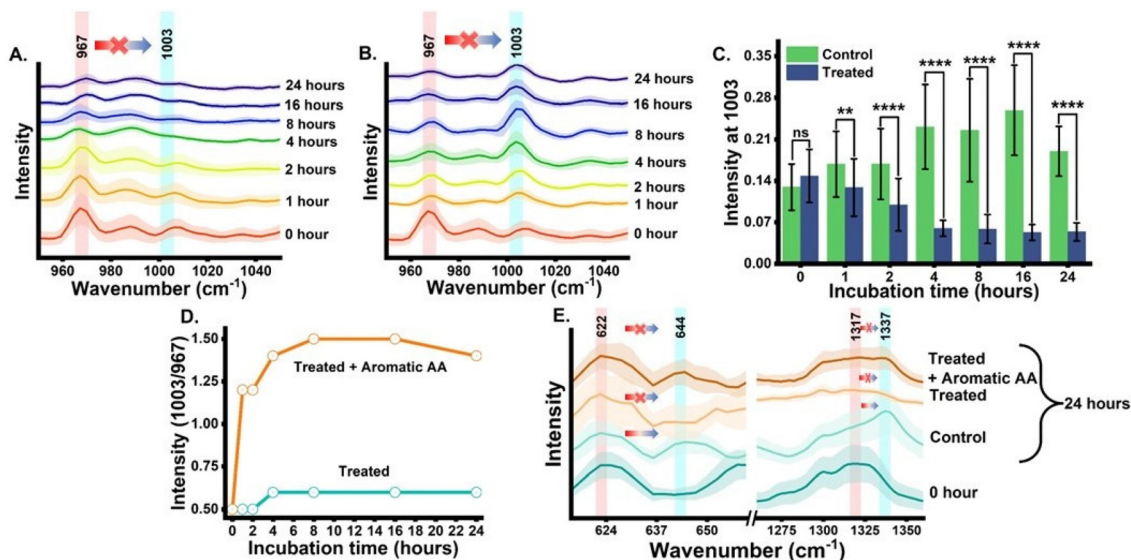 A.
967
1003
24 hours
16 hours
8 hours
4 hours
2 hours
1 hour
0 hour
Intensity
960 980 1000 1020 1040
Wavenumber (cm⁻¹)
B.
967
1003
24 hours
16 hours
8 hours
4 hours
2 hours
1 hour
0 hour
Intensity
960 980 1000 1020 1040
Wavenumber (cm⁻¹)
C.
Control
Treated
ns
**
****
****
****
****
****
Intensity at 1003
0.35
0.28
0.21
0.14
0.07
0.00
0 1 2 4 8 16 24
Incubation time (hours)
D.
Intensity (1003/967)
1.50
1.25
1.00
0.75
0.50
Treated + Aromatic AA
Treated
0 2 4 6 8 10 12 14 16 18 20 22 24
Incubation time (hours)
E.
622
644
1317
1337
Intensity
Treated
+ Aromatic AA
Treated
Control
0 hour
24 hours
624 637 650 1275 1300 1325 1350
Wavenumber (cm⁻¹)